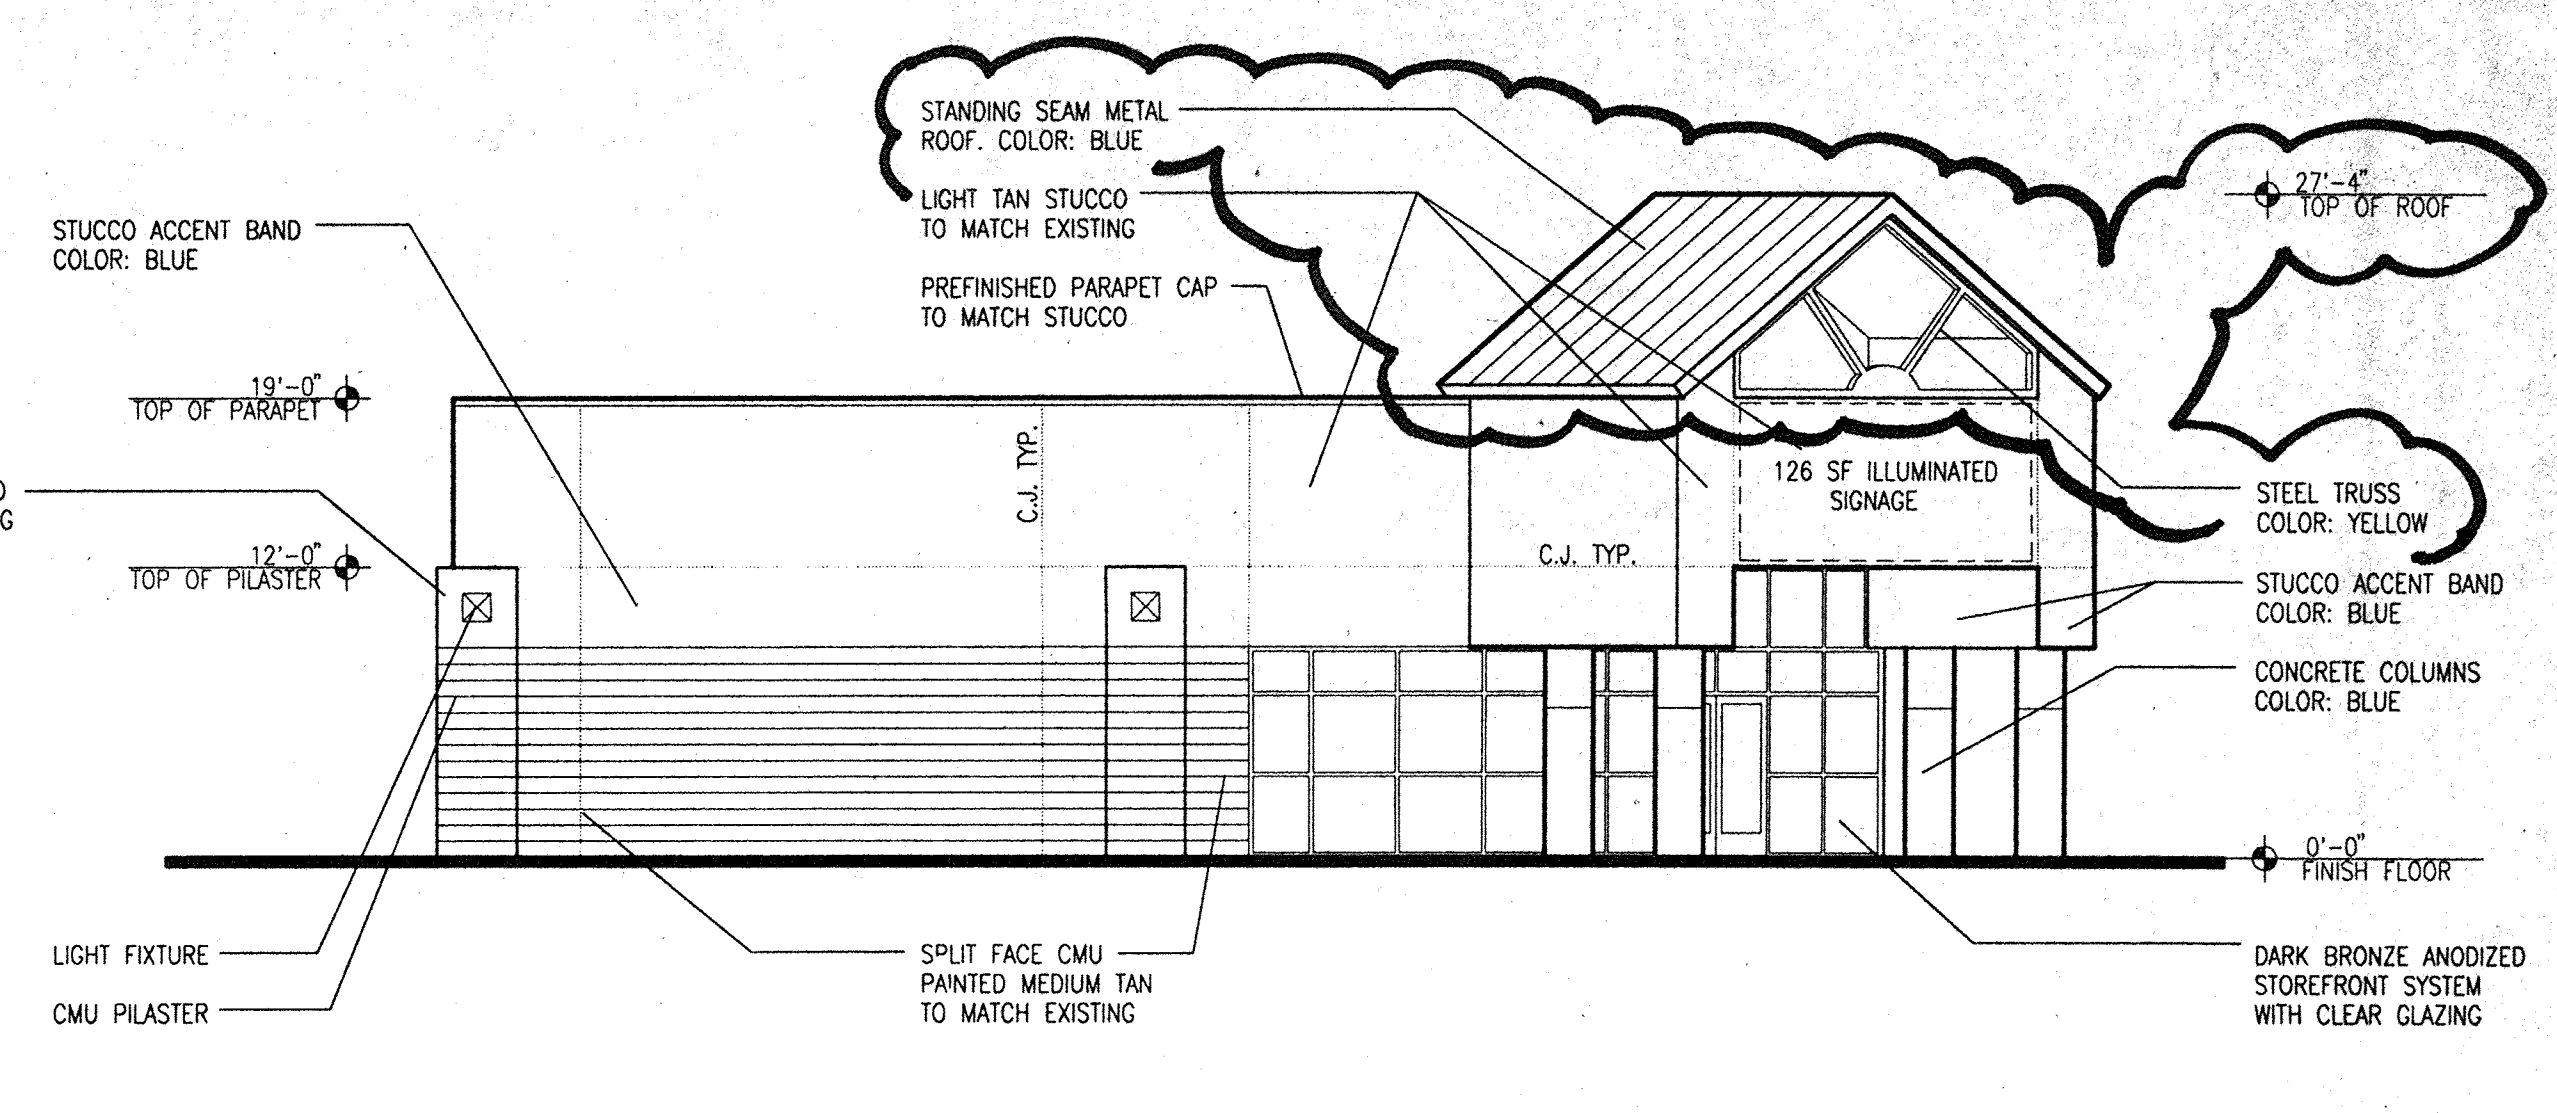 STANDING SEAM METAL
ROOF. COLOR: BLUE
LIGHT TAN STUCCO
TO MATCH EXISTING
PREFINISHED PARAPET CAP
TO MATCH STUCCO
27'-4"
TOP OF ROOF
STUCCO ACCENT BAND
COLOR: BLUE
19'-0"
TOP OF PARAPET
12'-0"
TOP OF PILASTER
C.J. TYP.
C.J. TYP.
126 SF ILLUMINATED
SIGNAGE
STEEL TRUSS
COLOR: YELLOW
STUCCO ACCENT BAND
COLOR: BLUE
CONCRETE COLUMNS
COLOR: BLUE
0'-0"
FINISH FLOOR
LIGHT FIXTURE
CMU PILASTER
SPLIT FACE CMU
PAINTED MEDIUM TAN
TO MATCH EXISTING
DARK BRONZE ANODIZED
STOREFRONT SYSTEM
WITH CLEAR GLAZING